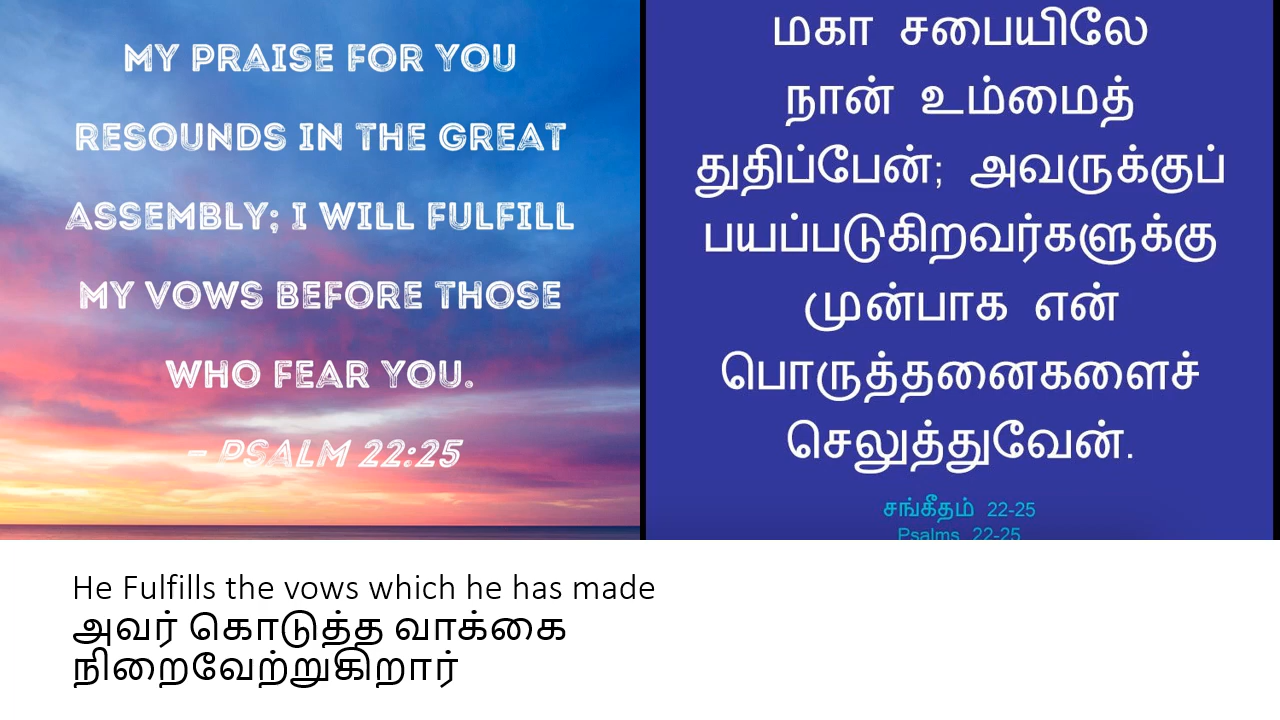 MY PRAISE FOR YOU
RESOUNDS IN THE GREAT
ASSEMBLY; I WILL FULFILL
MY VOWS BEFORE THOSE
WHO FEAR YOU.
– PSALM 22:25
மகா சபையிலே
நான் உம்மைத்
துதிப்பேன்; அவருக்குப்
பயப்படுகிறவர்களுக்கு
முன்பாக என்
பொருத்தனைகளைச்
செலுத்துவேன்.
சங்கீதம் 22-25
Psalms 22-25
He Fulfills the vows which he has made
அவர் கொடுத்த வாக்கை
நிறைவேற்றுகிறார்